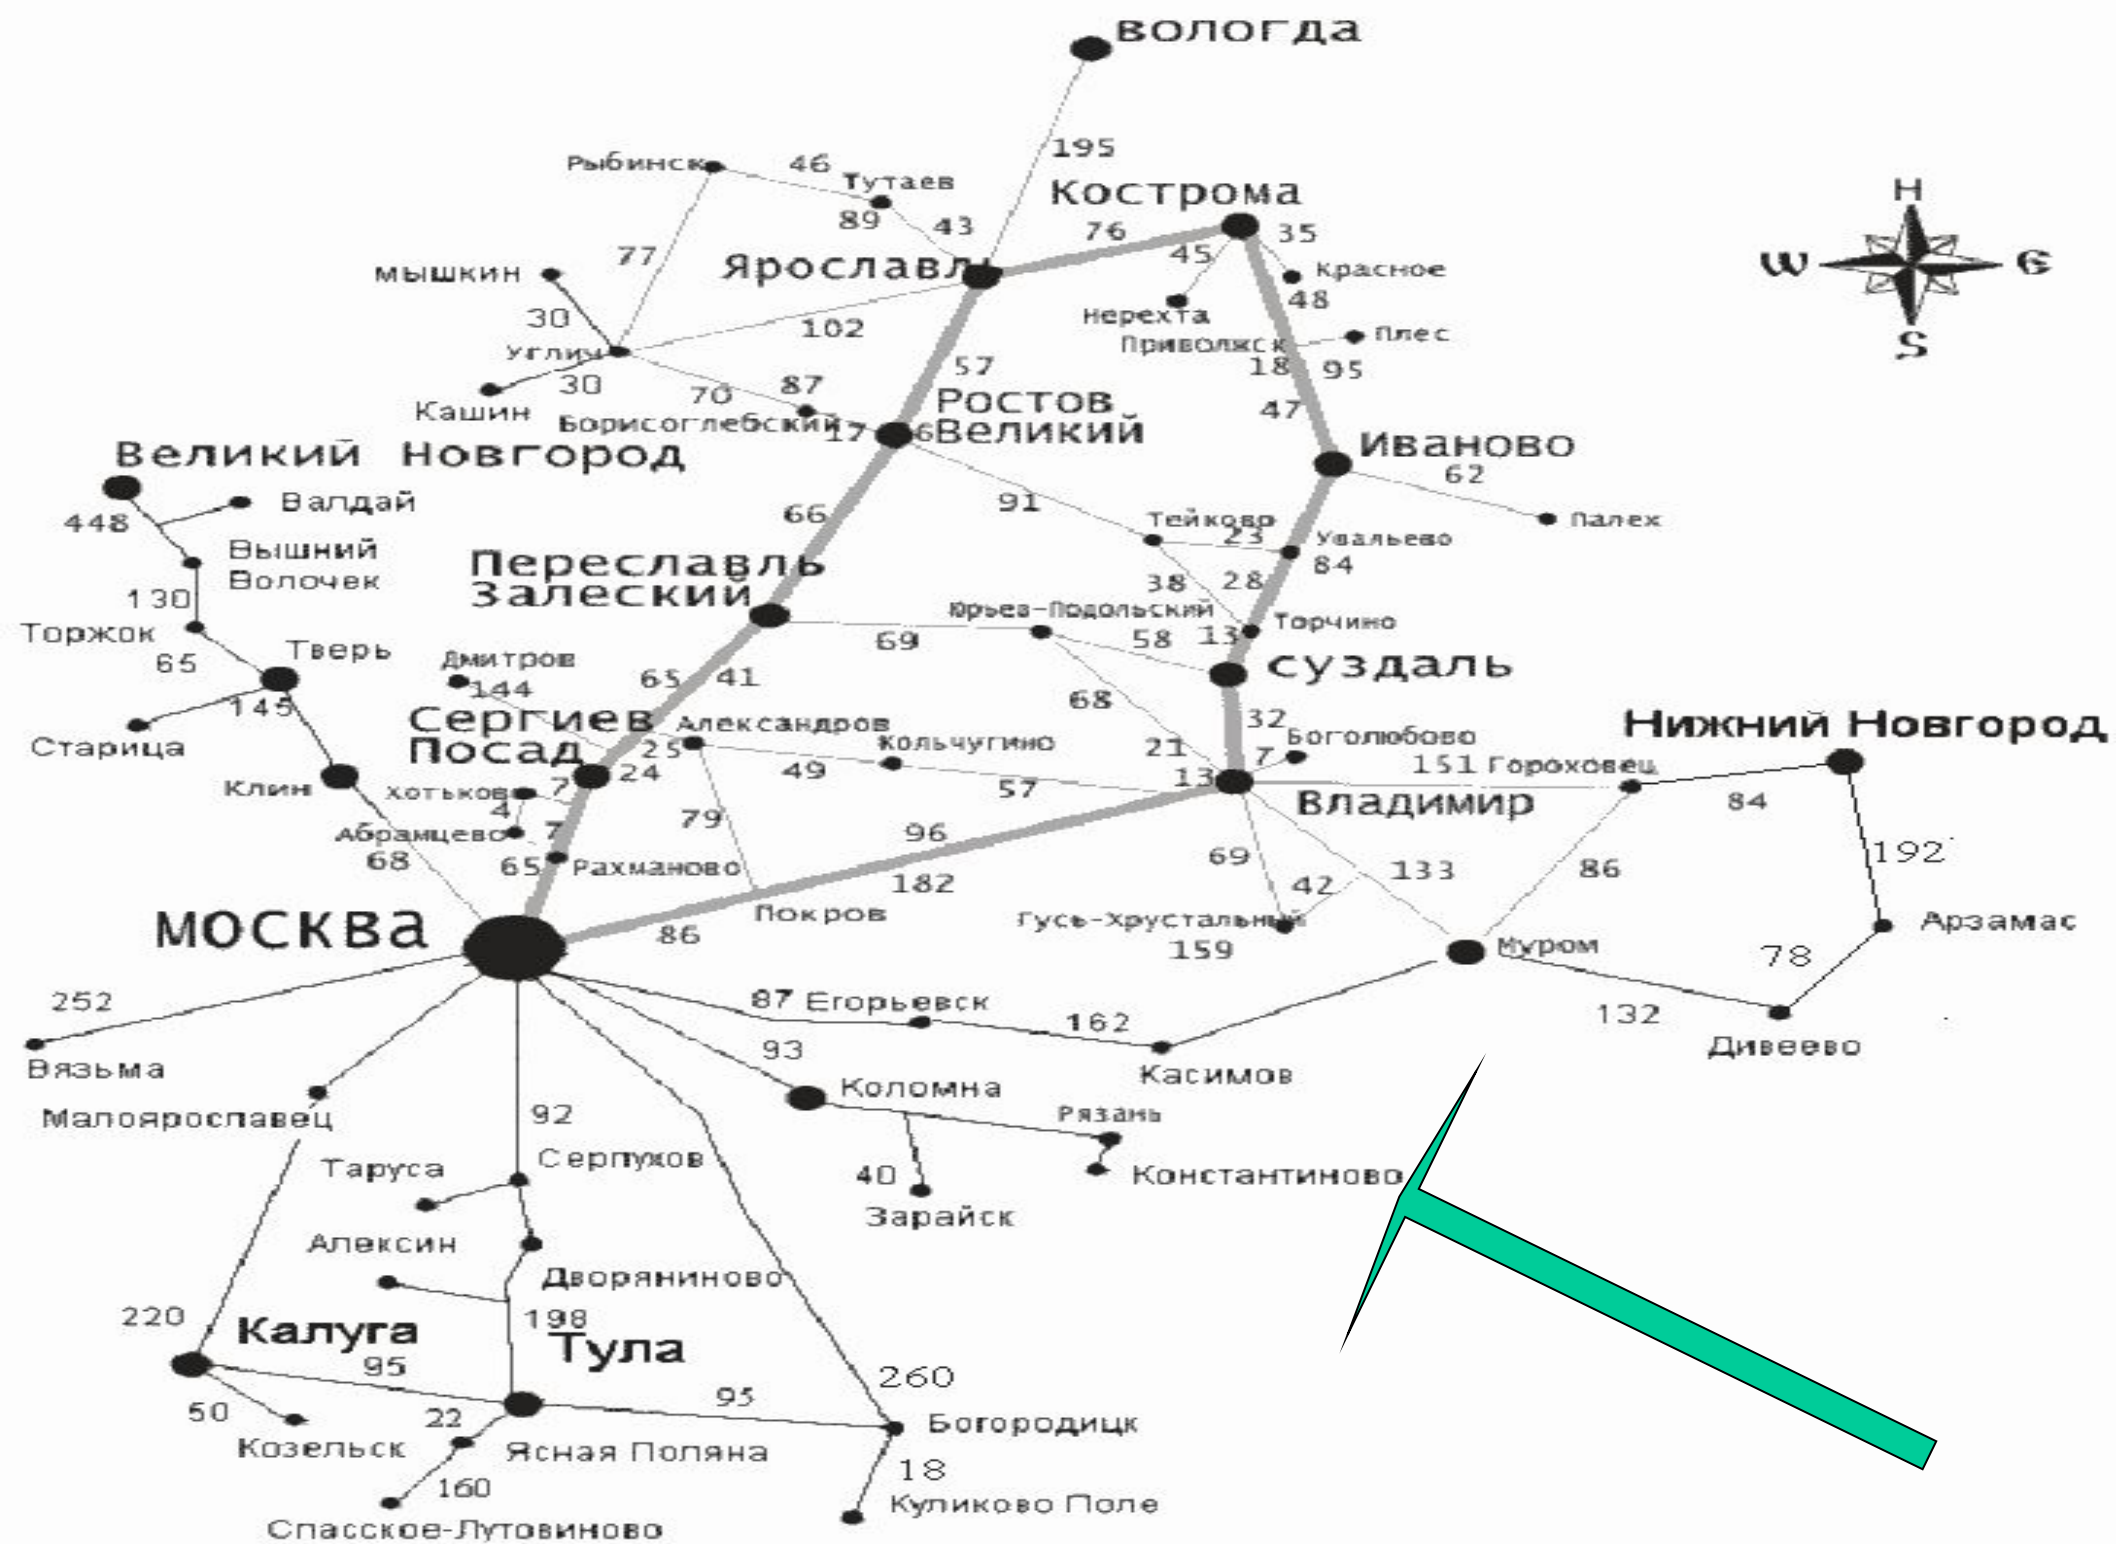 вологда
195
Рыбинск
46
Тутаев
89
43
Кострома
76
35
45
77
мышкин
Ярославль
Красное
48
30
102
Нерехта
Приволжск
Плес
18
95
Углич
30
57
70
87
47
Кашин
Борисоглебский
17
6
Ростов
Великий
Иваново
62
Великий Новгород
Валдай
448
91
66
Тейково
23
Палех
Увальево
84
Вышний
Волочек
Переславль
Залеский
38
28
130
Юрьев-Подольский
Торчино
Торжок
69
58
13
65
Тверь
Дмитров
144
65
41
суздаль
145
68
Старица
Сергиев
Посад
Александров
32
Нижний Новгород
25
Кольчугино
21
Боголюбово
7
24
49
13
151
Гороховец
Клин
хотьково
7
57
Владимир
84
4
Абрамцево
7
79
96
68
65
Рахманово
182
69
133
86
192
42
Покров
Гусь-Хрустальный
МОСКВА
86
159
Муром
Арзамас
78
252
87
Егорьевск
162
132
Вязьма
93
Касимов
Дивеево
Малоярославец
Коломна
92
Рязань
Таруса
Серпухов
40
Константиново
Зарайск
Алексин
Дворяниново
220
198
Калуга
Тула
95
260
50
22
95
Богородицк
Козельск
Ясная Поляна
160
18
Куликово Поле
Спасское-Лутовиново
Н
W
Є
S